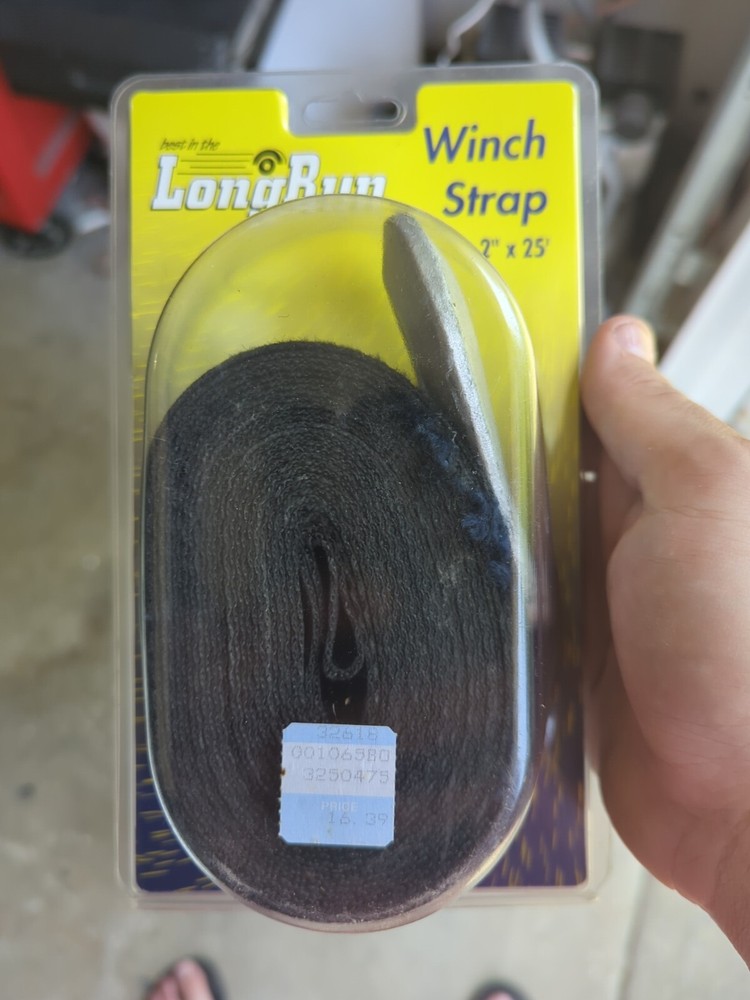 best in the
LongRun
Winch
Strap
2" x 25'
32618
00106580
3250475
PRICE
16.39